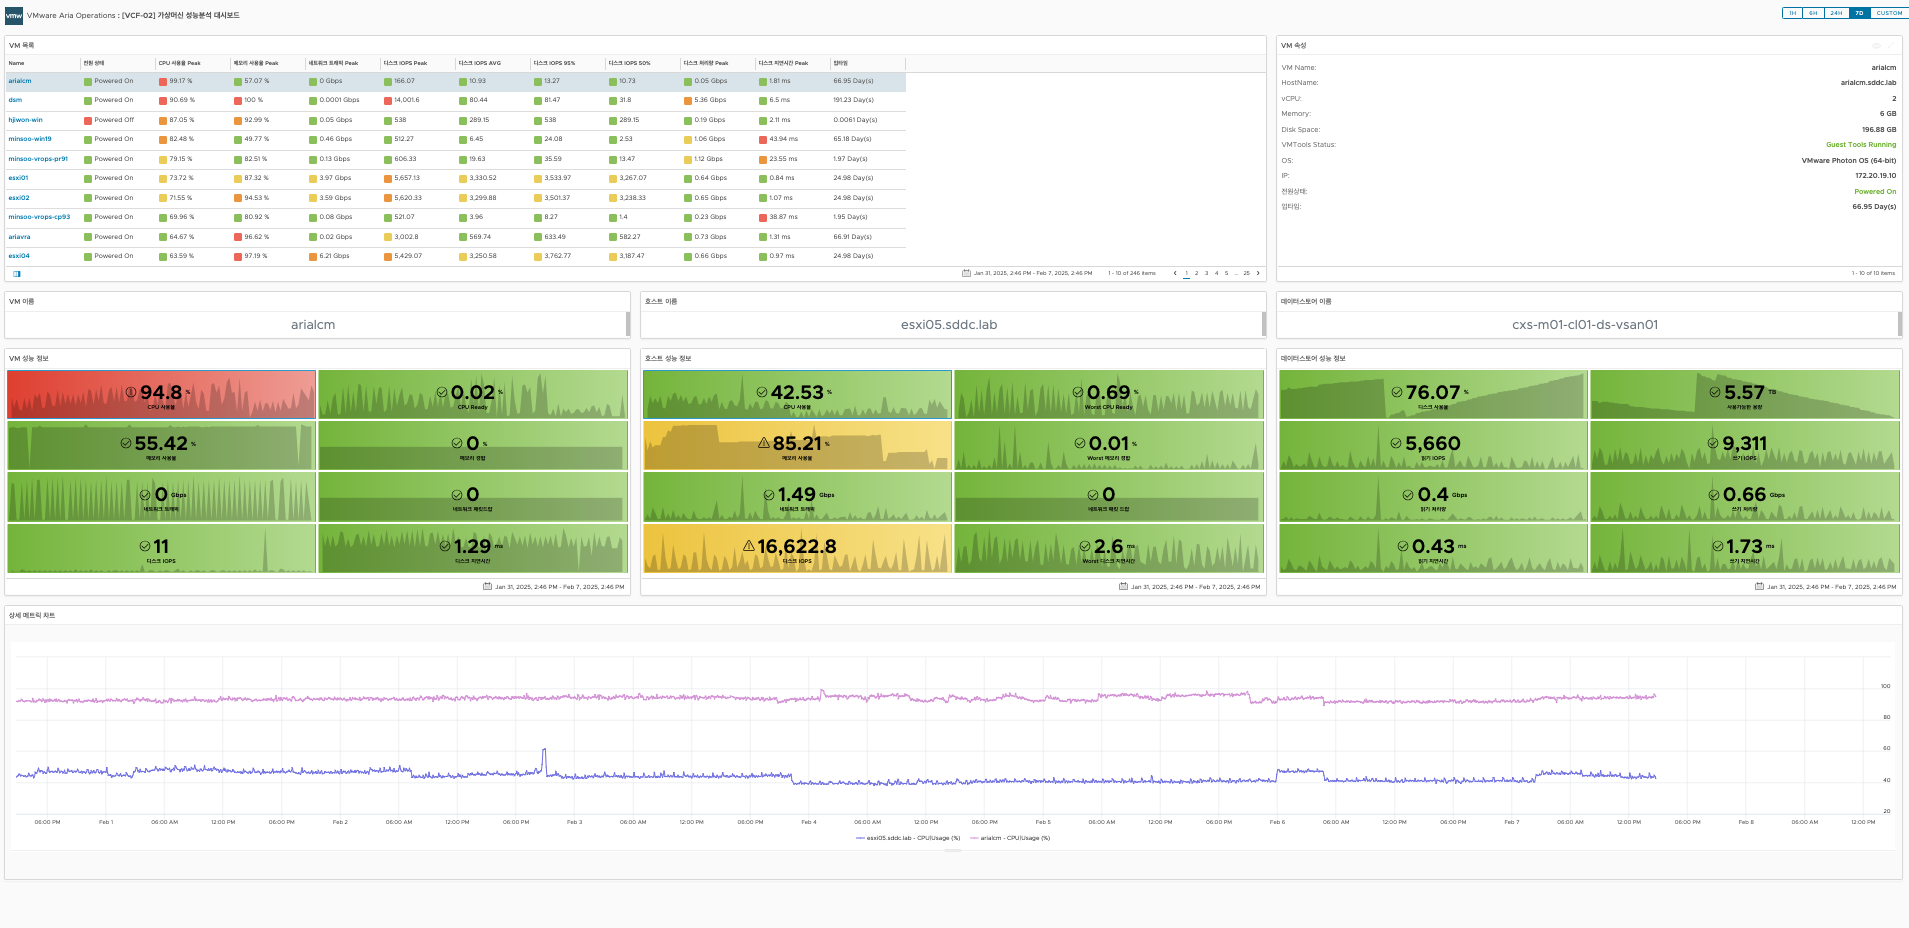 vmw VMware Aria Operations : [VCF-02] 가상머신 성능분석 대시보드
1H 6H 24H 7D CUSTOM
VM 목록
Name 전원 상태 CPU 사용율 Peak 메모리 사용율 Peak 네트워크 트래픽 Peak 디스크 IOPS Peak 디스크 IOPS AVG 디스크 IOPS 95% 디스크 IOPS 50% 디스크 처리량 Peak 디스크 지연시간 Peak 업타임
arialcm Powered On 99.17 % 57.07 % 0 Gbps 166.07 10.93 13.27 10.73 0.05 Gbps 1.81 ms 66.95 Day(s)
dsm Powered On 90.69 % 100 % 0.0001 Gbps 14,001.6 80.44 81.47 31.8 5.36 Gbps 6.5 ms 191.23 Day(s)
hjiwon-win Powered Off 87.05 % 92.99 % 0.05 Gbps 538 289.15 538 289.15 0.19 Gbps 2.11 ms 0.0061 Day(s)
minsoo-win19 Powered On 82.48 % 49.77 % 0.46 Gbps 512.27 6.45 24.08 2.53 1.06 Gbps 43.94 ms 65.18 Day(s)
minsoo-vrops-pr91 Powered On 79.15 % 82.51 % 0.13 Gbps 606.33 19.63 35.59 13.47 1.12 Gbps 23.55 ms 1.97 Day(s)
esxi01 Powered On 73.72 % 87.32 % 3.97 Gbps 5,657.13 3,330.52 3,533.97 3,267.07 0.64 Gbps 0.84 ms 24.98 Day(s)
esxi02 Powered On 71.55 % 94.53 % 3.59 Gbps 5,620.33 3,299.88 3,501.37 3,238.33 0.65 Gbps 1.07 ms 24.98 Day(s)
minsoo-vrops-cp93 Powered On 69.96 % 80.92 % 0.08 Gbps 521.07 3.96 8.27 1.4 0.23 Gbps 38.87 ms 1.95 Day(s)
ariavra Powered On 64.67 % 96.62 % 0.02 Gbps 3,002.8 569.74 633.49 582.27 0.73 Gbps 1.31 ms 66.91 Day(s)
esxi04 Powered On 63.59 % 97.19 % 6.21 Gbps 5,429.07 3,250.58 3,762.77 3,187.47 0.66 Gbps 0.97 ms 24.98 Day(s)
Jan 31, 2025, 2:46 PM - Feb 7, 2025, 2:46 PM 1 - 10 of 246 items 1 2 3 4 5 ... 25
VM 속성
VM Name: arialcm
HostName: arialcm.sddc.lab
vCPU: 2
Memory: 6 GB
Disk Space: 196.88 GB
VMTools Status: Guest Tools Running
OS: VMware Photon OS (64-bit)
IP: 172.20.19.10
전원상태: Powered On
업타임: 66.95 Day(s)
1 - 10 of 10 items
VM 이름
arialcm
호스트 이름
esxi05.sddc.lab
데이터스토어 이름
cxs-m01-cl01-ds-vsan01
VM 성능 정보
94.8 %
CPU 사용율
0.02 %
CPU Ready
55.42 %
메모리 사용율
0 %
메모리 경합
0 Gbps
네트워크 트래픽
0
네트워크 패킷드랍
11
디스크 IOPS
1.29 ms
디스크 지연시간
Jan 31, 2025, 2:46 PM - Feb 7, 2025, 2:46 PM
호스트 성능 정보
42.53 %
CPU 사용율
0.69 %
Worst CPU Ready
85.21 %
메모리 사용율
0.01 %
Worst 메모리 경합
1.49 Gbps
네트워크 트래픽
0
네트워크 패킷 드랍
16,622.8
디스크 IOPS
2.6 ms
Worst 디스크 지연시간
Jan 31, 2025, 2:46 PM - Feb 7, 2025, 2:46 PM
데이터스토어 성능 정보
76.07 %
디스크 사용율
5.57 TB
사용가능한 용량
5,660
읽기 IOPS
9,311
쓰기 IOPS
0.4 Gbps
읽기 처리량
0.66 Gbps
쓰기 처리량
0.43 ms
읽기 지연시간
1.73 ms
쓰기 지연시간
Jan 31, 2025, 2:46 PM - Feb 7, 2025, 2:46 PM
상세 메트릭 차트
100
80
60
40
20
06:00 PM Feb 1 06:00 AM 12:00 PM 06:00 PM Feb 2 06:00 AM 12:00 PM 06:00 PM Feb 3 06:00 AM 12:00 PM 06:00 PM Feb 4 06:00 AM 12:00 PM 06:00 PM Feb 5 06:00 AM 12:00 PM 06:00 PM Feb 6 06:00 AM 12:00 PM 06:00 PM Feb 7 06:00 AM 12:00 PM 06:00 PM Feb 8 06:00 AM 12:00 PM
esxi05.sddc.lab - CPU|Usage (%) arialcm - CPU|Usage (%)